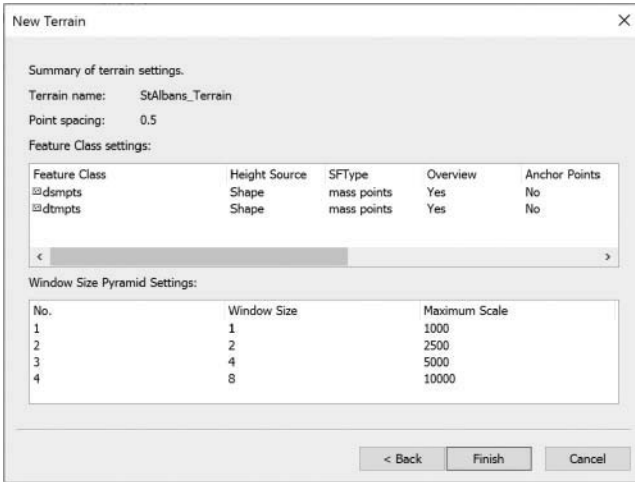 New Terrain
Summary of terrain settings.
Terrain name: StAlbans_Terrain
Point spacing: 0.5
Feature Class settings:
Feature Class Height Source SFType Overview Anchor Points
dsmpts Shape mass points Yes No
dtmpts Shape mass points Yes No
Window Size Pyramid Settings:
No. Window Size Maximum Scale
1 1 1000
2 2 2500
3 4 5000
4 8 10000
< Back Finish Cancel